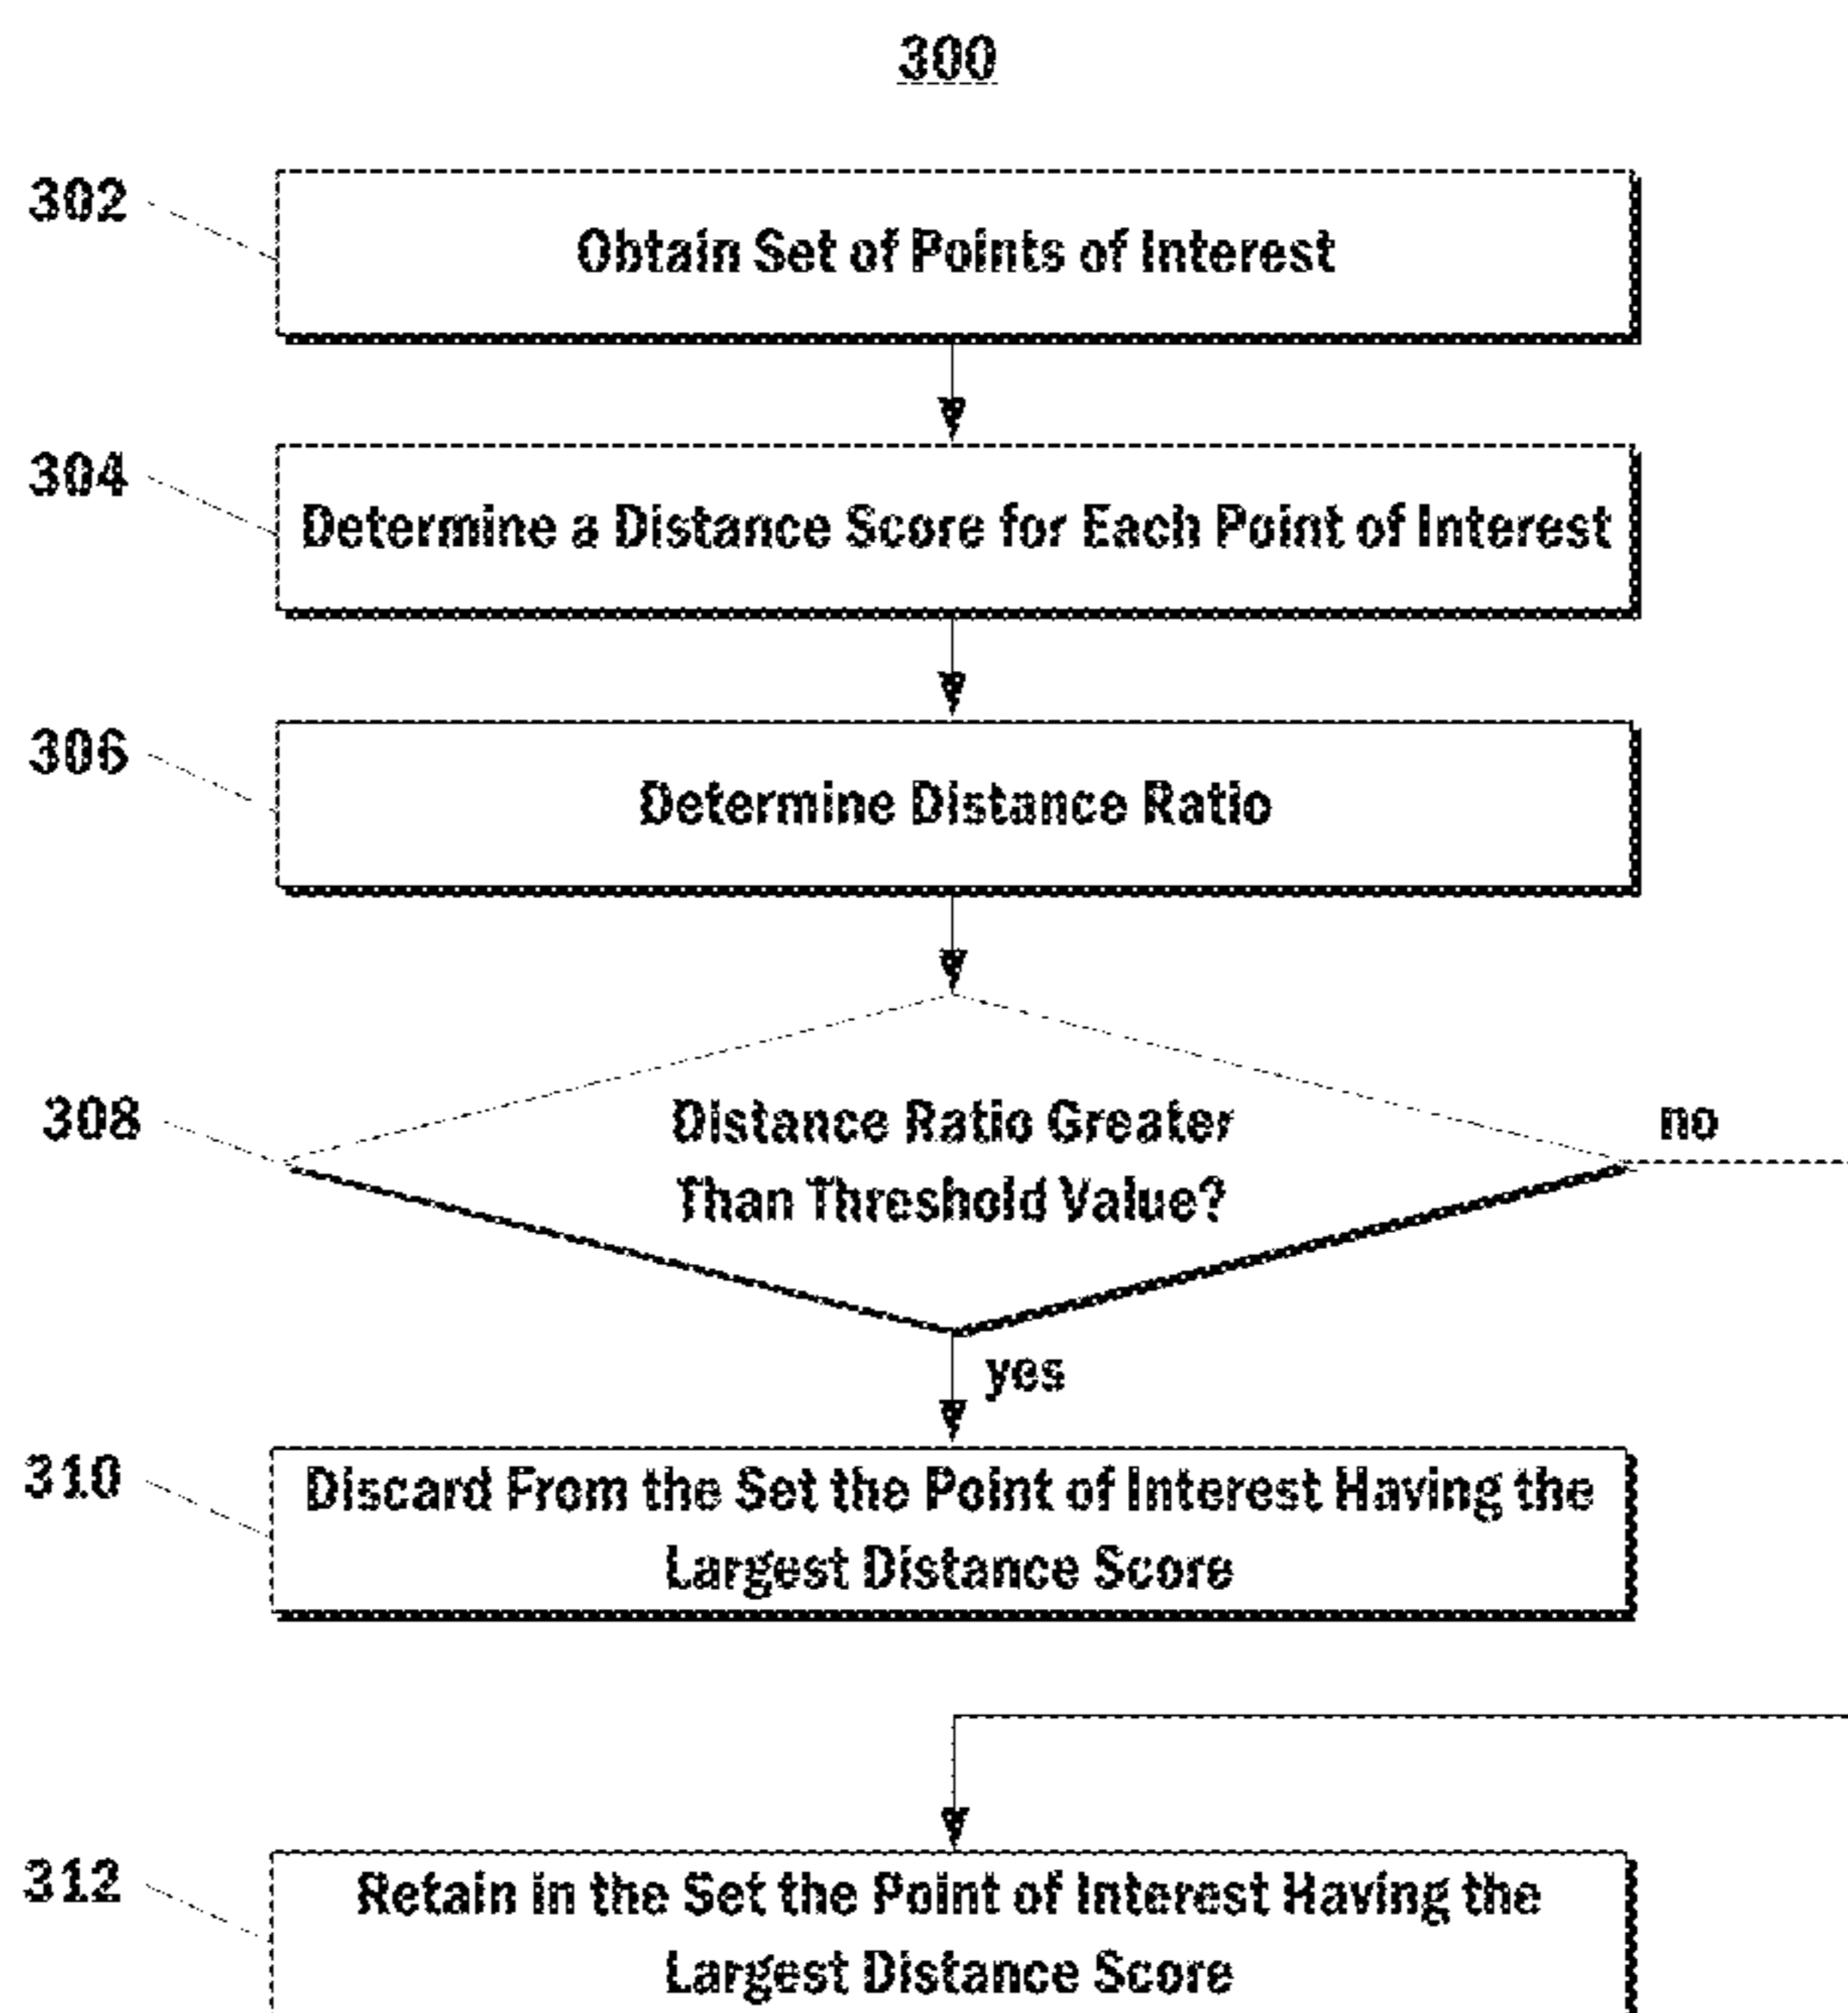 300
302
Obtain Set of Points of Interest
304
Determine a Distance Score for Each Point of Interest
306
Determine Distance Ratio
308
Distance Ratio Greater
Than Threshold Value?
no
yes
310
Discard From the Set the Point of Interest Having the
Largest Distance Score
312
Retain in the Set the Point of Interest Having the
Largest Distance Score